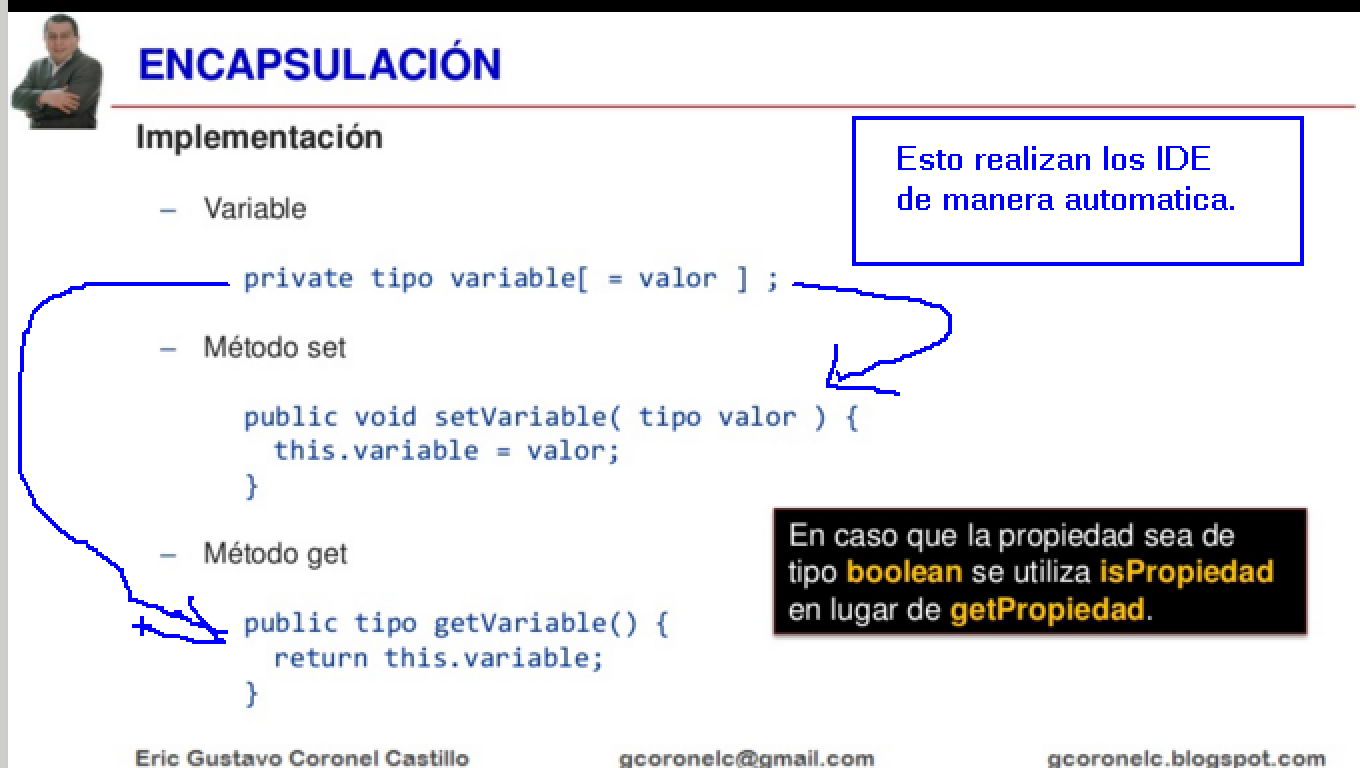 ENCAPSULACIÓN
Implementación
Esto realizan los IDE
de manera automatica.
– Variable
private tipo variable[ = valor ] ;
– Método set
public void setVariable( tipo valor ) {
this.variable = valor;
}
– Método get
public tipo getVariable() {
return this.variable;
}
En caso que la propiedad sea de
tipo boolean se utiliza isPropiedad
en lugar de getPropiedad.
Eric Gustavo Coronel Castillo gcoronelc@gmail.com gcoronelc.blogspot.com